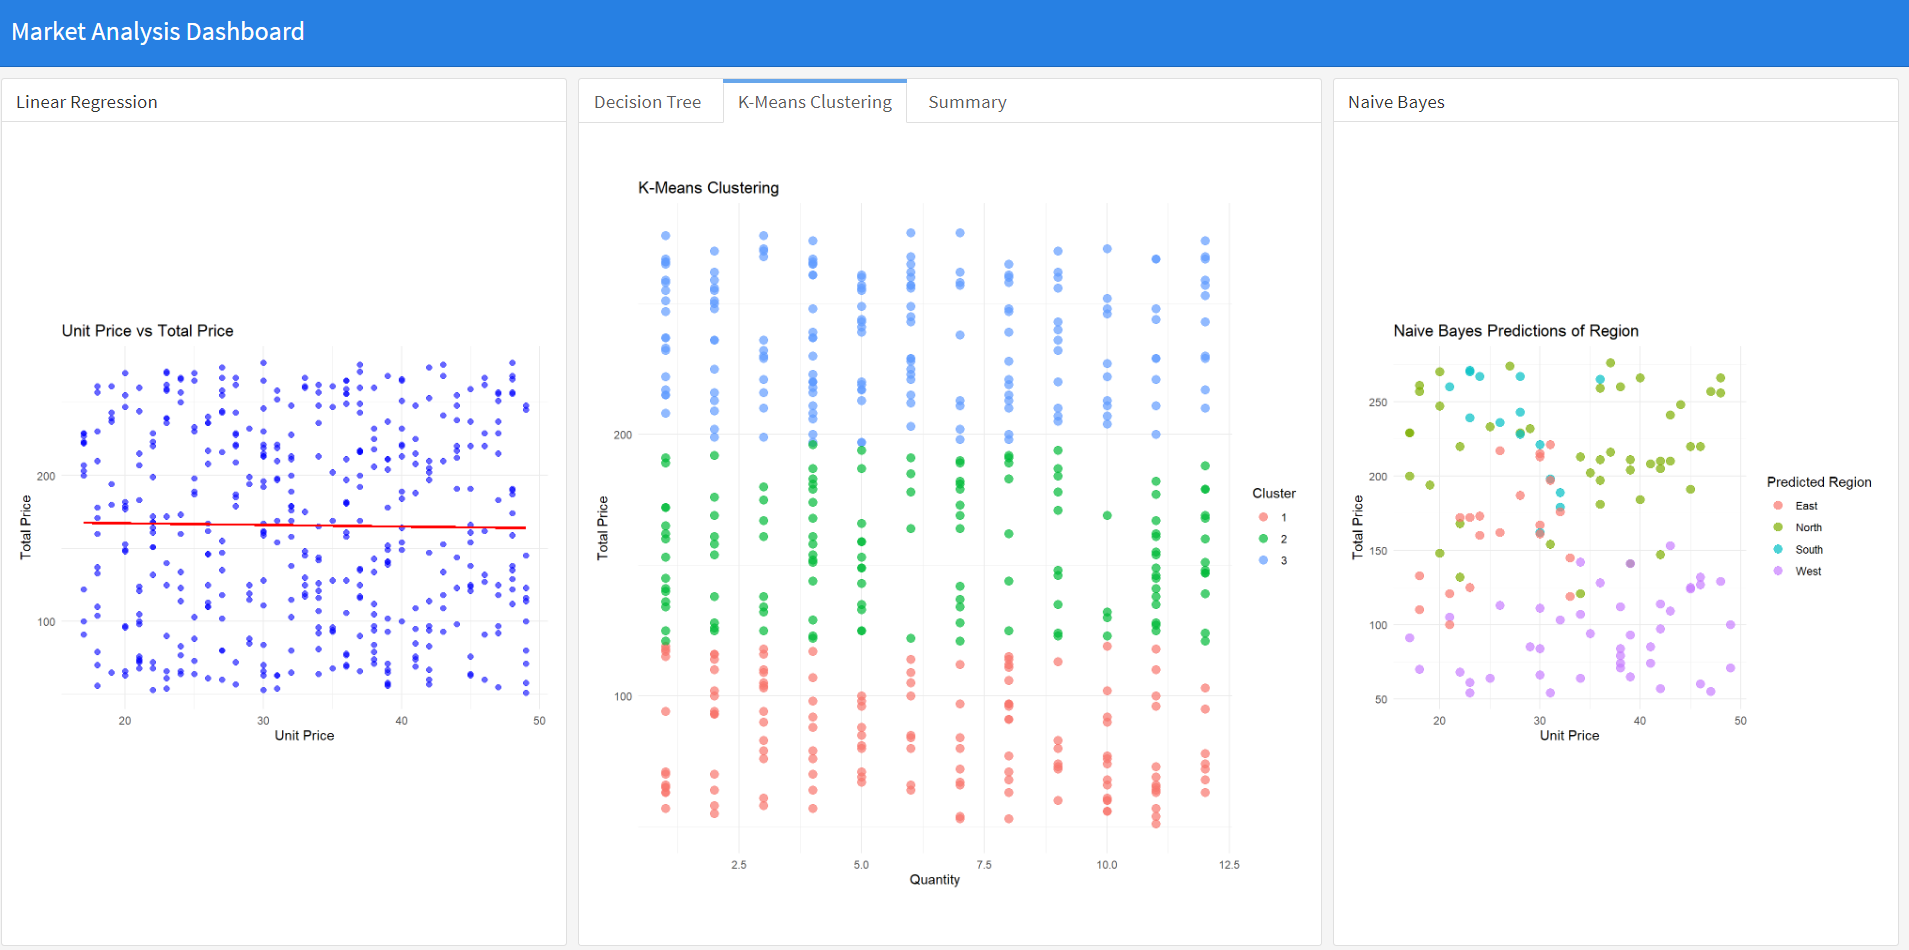 Market Analysis Dashboard
Linear Regression
Unit Price vs Total Price
Total Price
200
100
20 30 40 50
Unit Price
Decision Tree K-Means Clustering Summary
K-Means Clustering
Total Price
200
100
2.5 5.0 7.5 10.0 12.5
Quantity
Cluster
1
2
3
Naive Bayes
Naive Bayes Predictions of Region
Total Price
250
200
150
100
50
20 30 40 50
Unit Price
Predicted Region
East
North
South
West